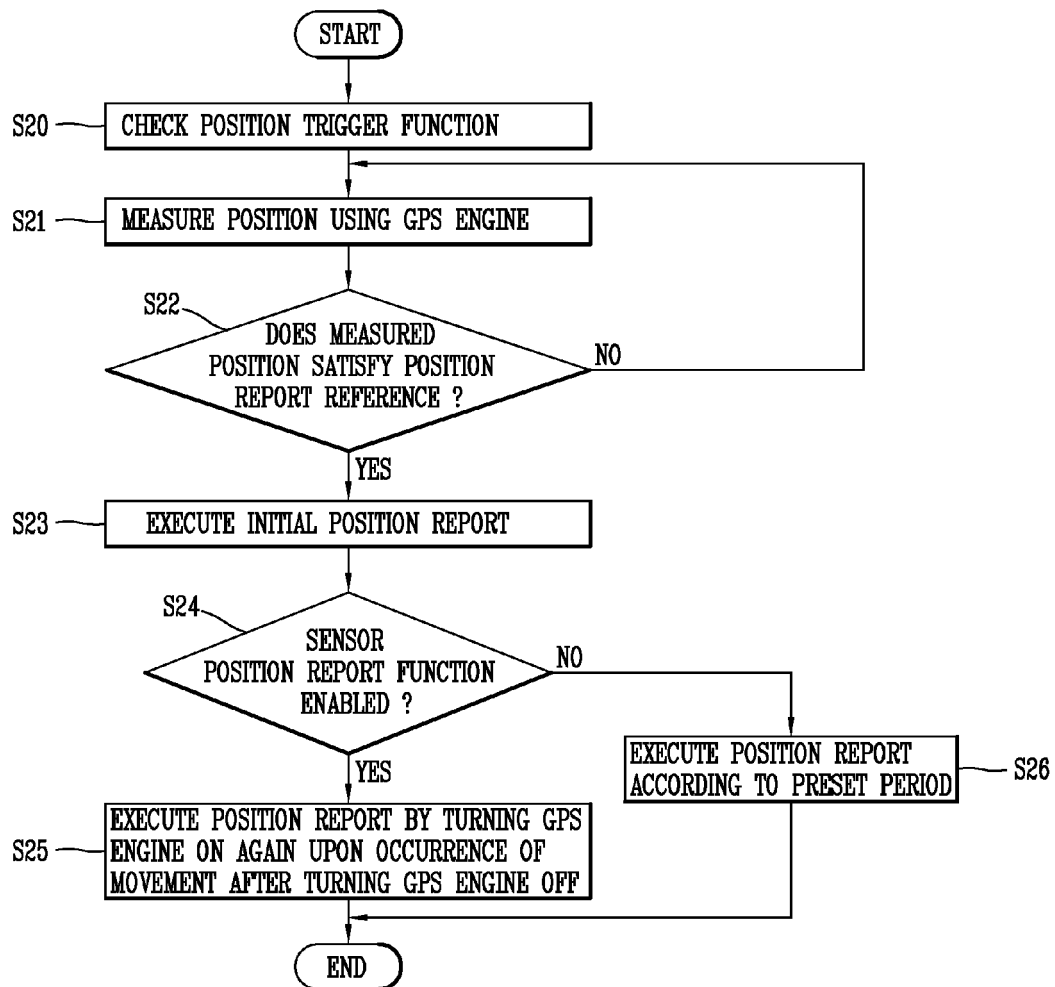 START
S20
CHECK POSITION TRIGGER FUNCTION
S21
MEASURE POSITION USING GPS ENGINE
S22
DOES MEASURED
POSITION SATISFY POSITION
REPORT REFERENCE ?
NO
YES
S23
EXECUTE INITIAL POSITION REPORT
S24
SENSOR
POSITION REPORT FUNCTION
ENABLED ?
NO
YES
EXECUTE POSITION REPORT
ACCORDING TO PRESET PERIOD
S26
S25
EXECUTE POSITION REPORT BY TURNING GPS
ENGINE ON AGAIN UPON OCCURRENCE OF
MOVEMENT AFTER TURNING GPS ENGINE OFF
END